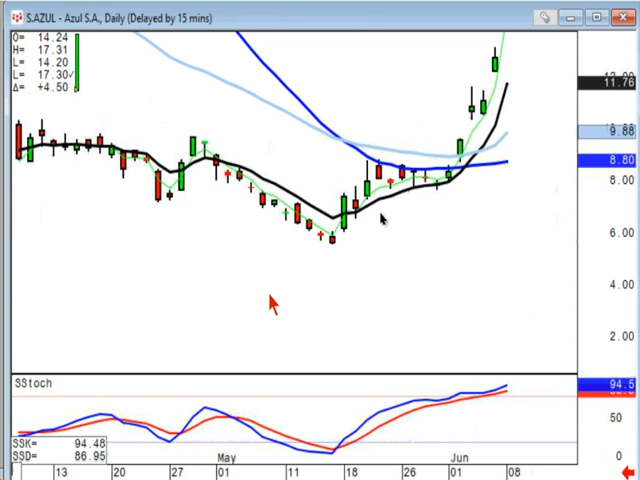 S.AZUL - Azul S.A., Daily (Delayed by 15 mins)
O= 14.24
H= 17.31
L= 14.20
L= 17.30✓
Δ= +4.50
11.76
9.88
8.80
8.00
6.00
4.00
2.00
SStoch
94.5
50
0
SSK= 94.48
SSD= 86.95
May
Jun
13
20
27
01
11
18
26
01
08